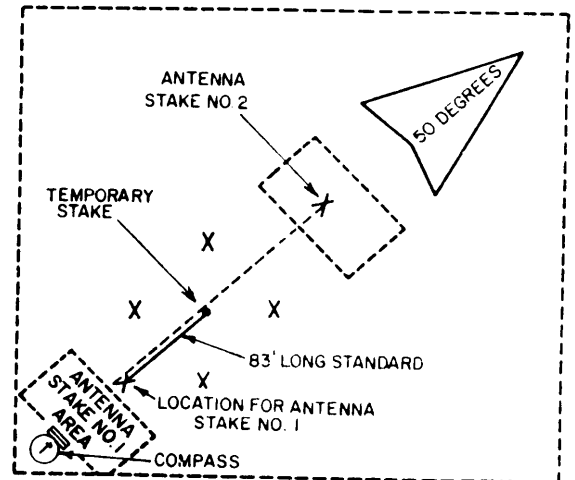 ANTENNA
STAKE NO. 2
50 DEGREES
TEMPORARY
STAKE
X
X
X
83' LONG STANDARD
X
LOCATION FOR ANTENNA
STAKE NO. 1
ANTENNA
STAKE NO. 1
AREA
COMPASS